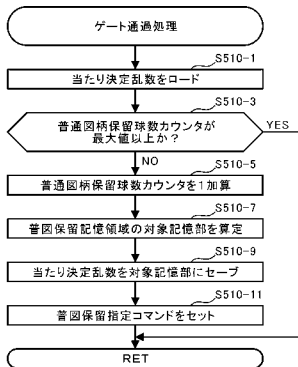 ゲート通過処理
S510-1
当たり決定乱数をロード
S510-3
普通図柄保留球数カウンタが
最大値以上か？
YES
NO
S510-5
普通図柄保留球数カウンタを1加算
S510-7
普図保留記憶領域の対象記憶部を算定
S510-9
当たり決定乱数を対象記憶部にセーブ
S510-11
普図保留指定コマンドをセット
RET